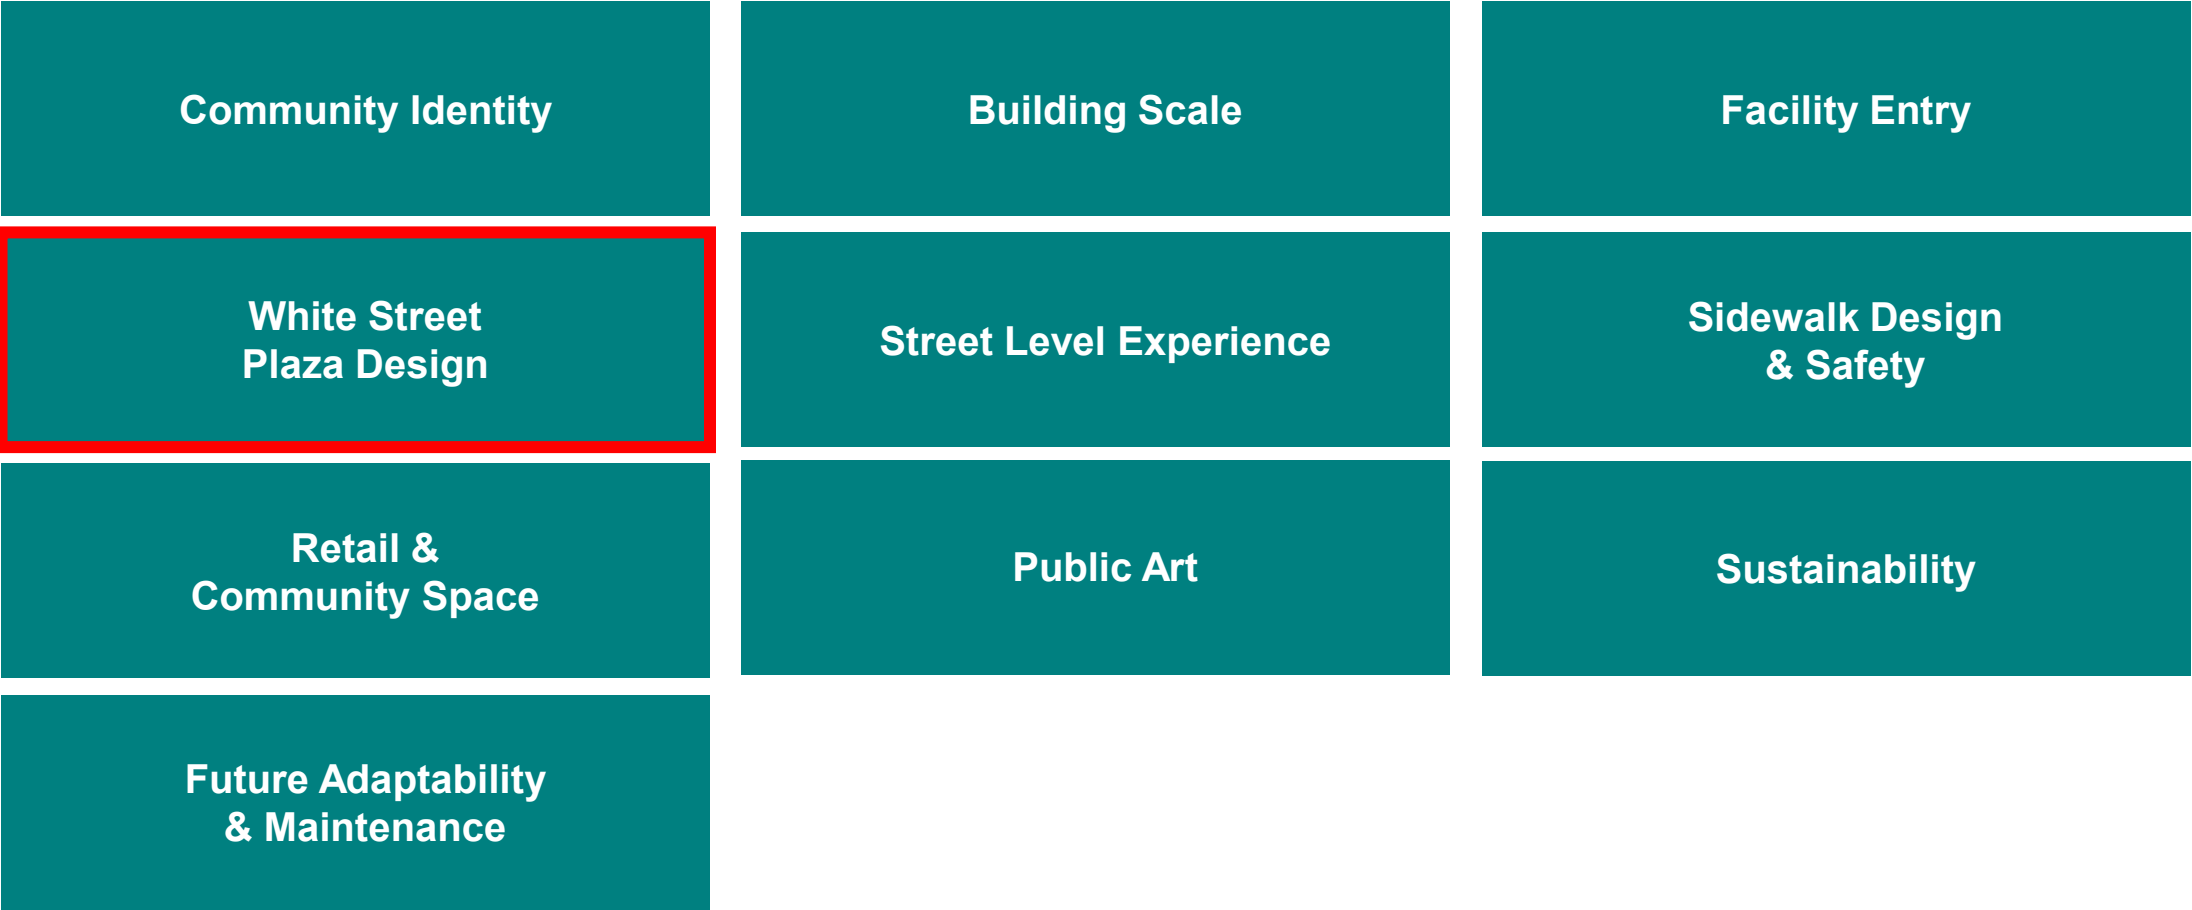 Community Identity
Building Scale
Facility Entry
White Street
Plaza Design
Street Level Experience
Sidewalk Design
& Safety
Retail &
Community Space
Public Art
Sustainability
Future Adaptability
& Maintenance